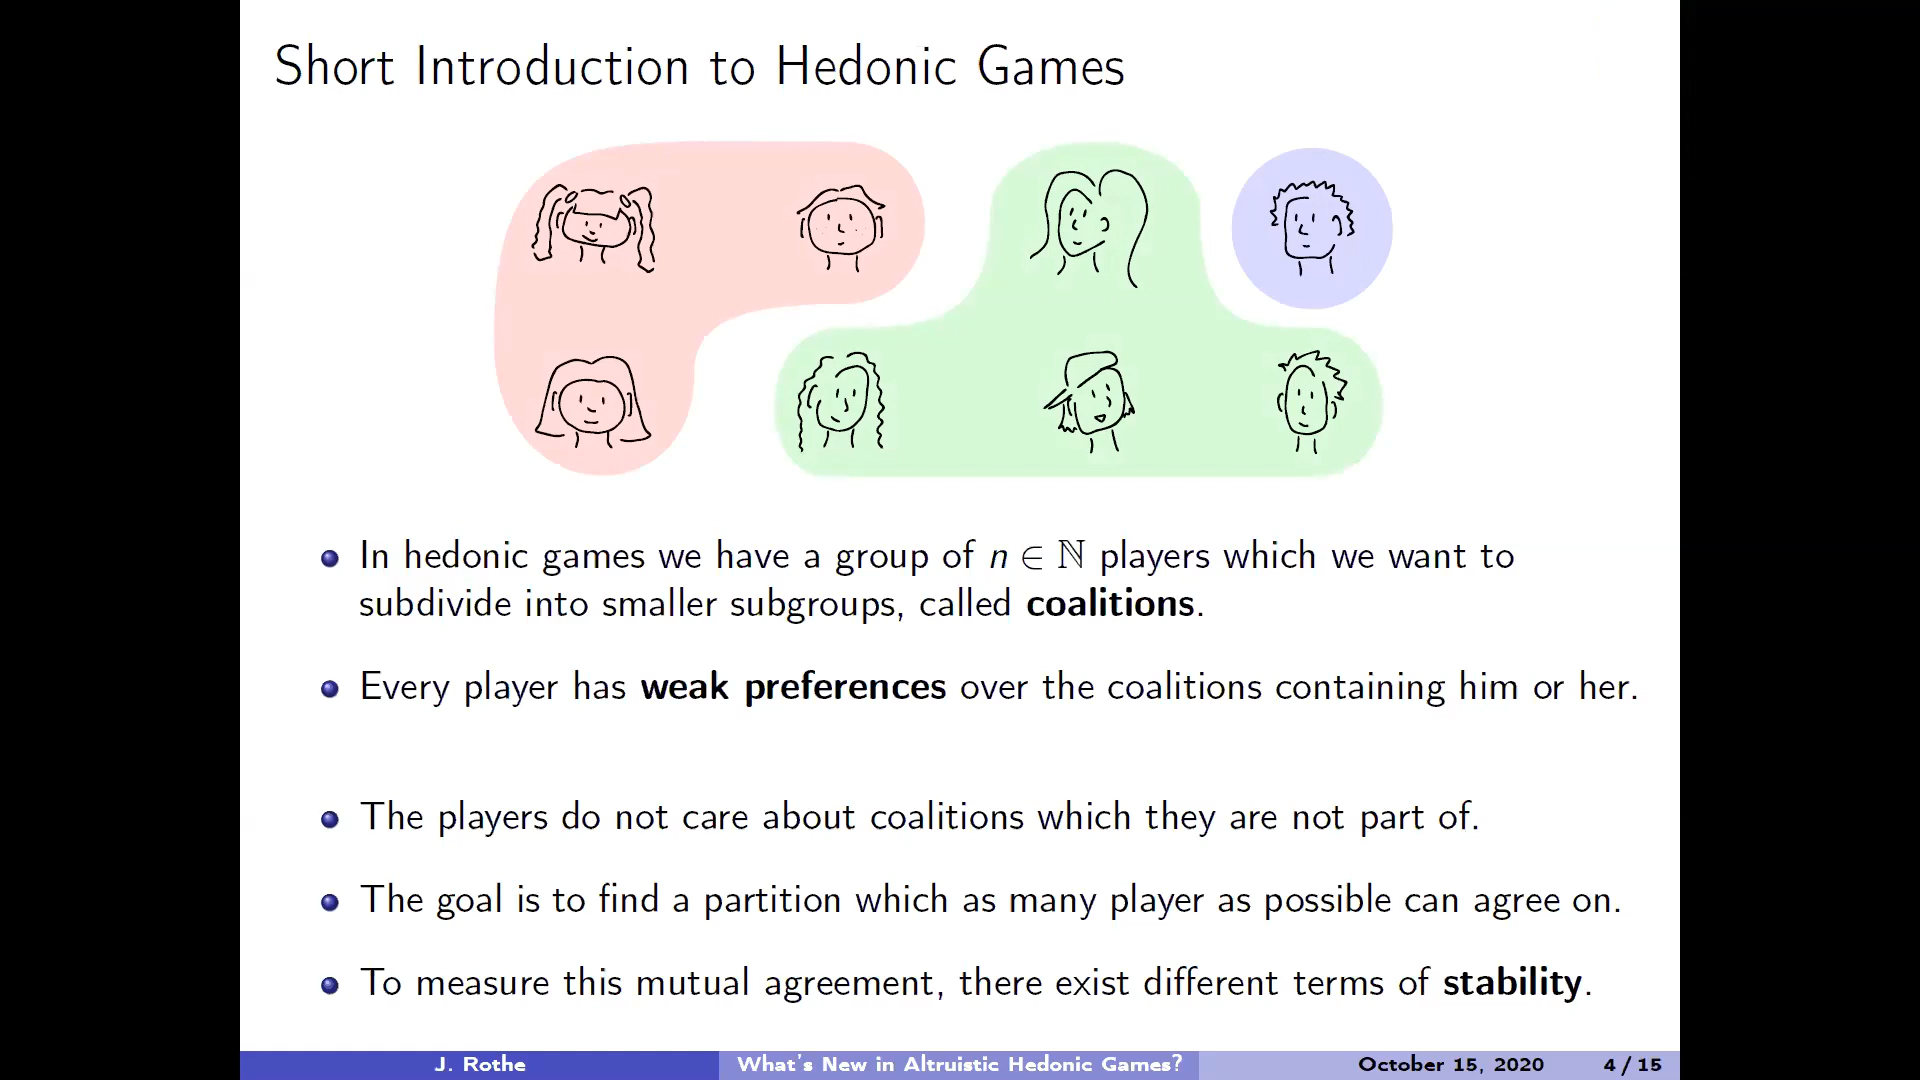 Short Introduction to Hedonic Games
In hedonic games we have a group of n ∈ ℕ players which we want to
subdivide into smaller subgroups, called coalitions.
Every player has weak preferences over the coalitions containing him or her.
The players do not care about coalitions which they are not part of.
The goal is to find a partition which as many player as possible can agree on.
To measure this mutual agreement, there exist different terms of stability.
J. Rothe What's New in Altruistic Hedonic Games? October 15, 2020 4 / 15